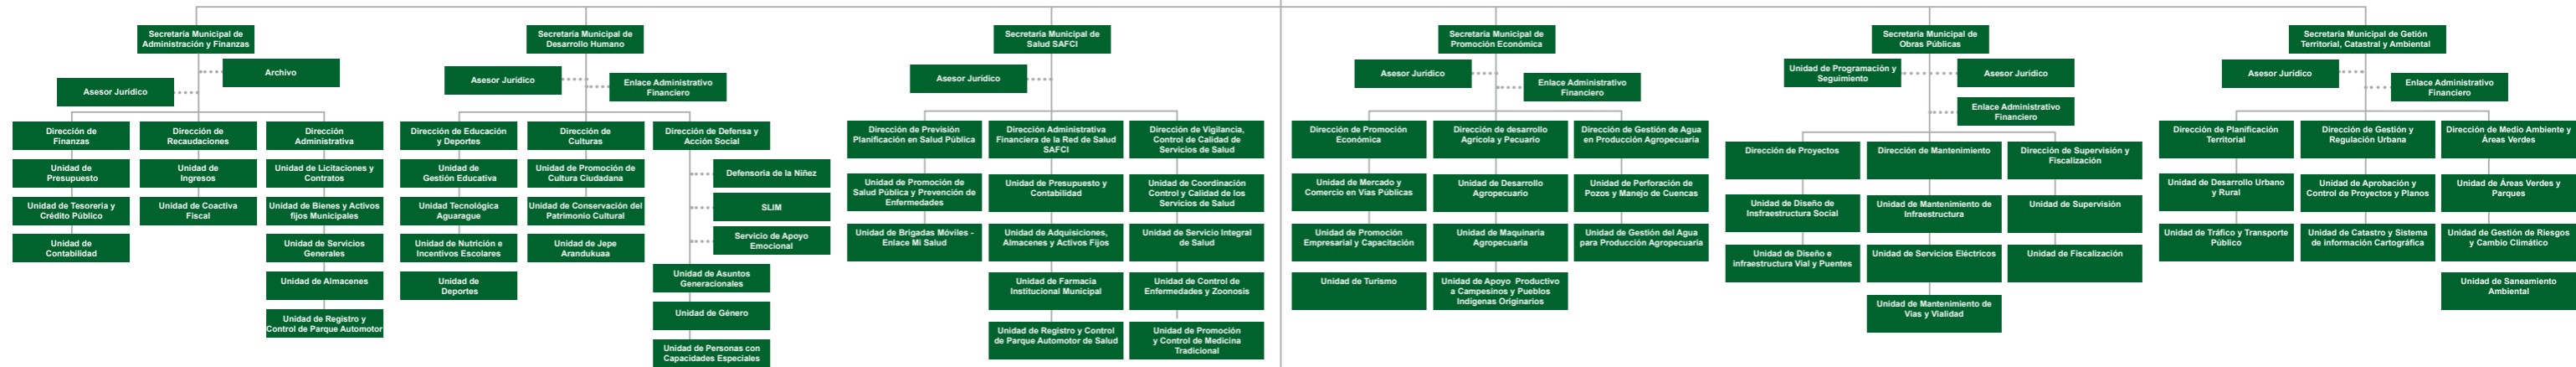 Secretaría Municipal de
Administración y Finanzas
Archivo
Asesor Jurídico
Dirección de
Finanzas
Unidad de
Presupuesto
Unidad de Tesoreria y
Crédito Público
Unidad de
Contabilidad
Dirección de
Recaudaciones
Unidad de
Ingresos
Unidad de Coactiva
Fiscal
Dirección
Administrativa
Unidad de Licitaciones y
Contratos
Unidad de Bienes y Activos
fijos Municipales
Unidad de Servicios
Generales
Unidad de Almacenes
Unidad de Registro y
Control de Parque Automotor
Secretaría Municipal de
Desarrollo Humano
Asesor Jurídico
Enlace Administrativo
Financiero
Dirección de Educación
y Deportes
Unidad de
Gestión Educativa
Unidad Tecnológica
Aguarague
Unidad de Nutrición e
Incentivos Escolares
Unidad de
Deportes
Dirección de
Culturas
Unidad de Promoción de
Cultura Ciudadana
Unidad de Conservación del
Patrimonio Cultural
Unidad de Jepe
Arandukuaa
Dirección de Defensa y
Acción Social
Defensoria de la Niñez
SLIM
Servicio de Apoyo
Emocional
Unidad de Asuntos
Generacionales
Unidad de Género
Unidad de Personas con
Capacidades Especiales
Secretaría Municipal de
Salud SAFCI
Asesor Jurídico
Dirección de Previsión
Planificación en Salud Pública
Unidad de Promoción de
Salud Pública y Prevención de
Enfermedades
Unidad de Brigadas Móviles -
Enlace Mi Salud
Dirección Administrativa
Financiera de la Red de Salud
SAFCI
Unidad de Presupuesto y
Contabilidad
Unidad de Adquisiciones,
Almacenes y Activos Fijos
Unidad de Farmacia
Institucional Municipal
Unidad de Registro y Control
de Parque Automotor de Salud
Dirección de Vigilancia,
Control de Calidad de
Servicios de Salud
Unidad de Coordinación
Control y Calidad de los
Servicios de Salud
Unidad de Servicio Integral
de Salud
Unidad de Control de
Enfermedades y Zoonosis
Unidad de Promoción
y Control de Medicina
Tradicional
Secretaría Municipal de
Promoción Económica
Asesor Jurídico
Enlace Administrativo
Financiero
Dirección de Promoción
Económica
Unidad de Mercado y
Comercio en Vías Públicas
Unidad de Promoción
Empresarial y Capacitación
Unidad de Turismo
Dirección de desarrollo
Agrícola y Pecuario
Unidad de Desarrollo
Agropecuario
Unidad de Maquinaria
Agropecuaria
Unidad de Apoyo Productivo
a Campesinos y Pueblos
Indígenas Originarios
Dirección de Gestión de Agua
en Producción Agropecuaria
Unidad de Perforación de
Pozos y Manejo de Cuencas
Unidad de Gestión del Agua
para Producción Agropecuaria
Secretaría Municipal de
Obras Públicas
Unidad de Programación y
Seguimiento
Asesor Jurídico
Enlace Administrativo
Financiero
Dirección de Proyectos
Unidad de Diseño de
Insfraestructura Social
Unidad de Diseño e
infraestructura Vial y Puentes
Dirección de Mantenimiento
Unidad de Mantenimiento de
Infraestructura
Unidad de Servicios Eléctricos
Unidad de Mantenimiento de
Vías y Vialidad
Dirección de Supervisión y
Fiscalización
Unidad de Supervisión
Unidad de Fiscalización
Secretaría Municipal de Getión
Territorial, Catastral y Ambiental
Asesor Jurídico
Enlace Administrativo
Financiero
Dirección de Planificación
Territorial
Unidad de Desarrollo Urbano
y Rural
Unidad de Tráfico y Transporte
Público
Dirección de Gestión y
Regulación Urbana
Unidad de Aprobación y
Control de Proyectos y Planos
Unidad de Catastro y Sistema
de información Cartográfica
Dirección de Medio Ambiente y
Áreas Verdes
Unidad de Áreas Verdes y
Parques
Unidad de Gestión de Riesgos
y Cambio Climático
Unidad de Saneamiento
Ambiental